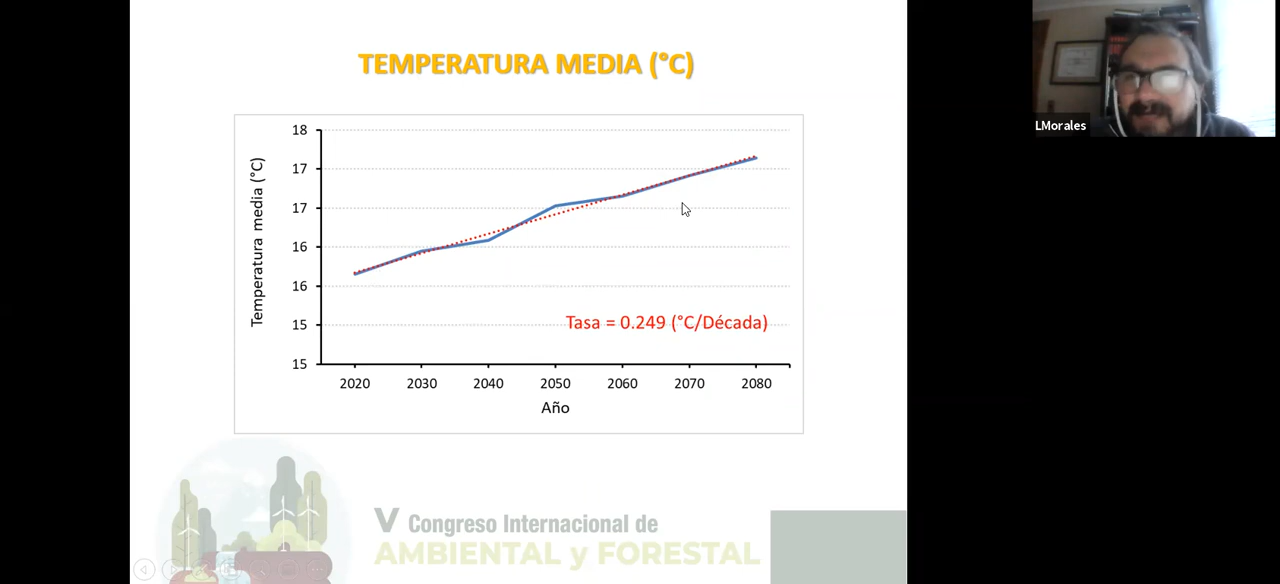 TEMPERATURA MEDIA (°C)
LMorales
18
17
17
16
16
15
15
Temperatura media (°C)
Tasa = 0.249 (°C/Década)
2020 2030 2040 2050 2060 2070 2080
Año
V Congreso Internacional de
AMBIENTAL y FORESTAL